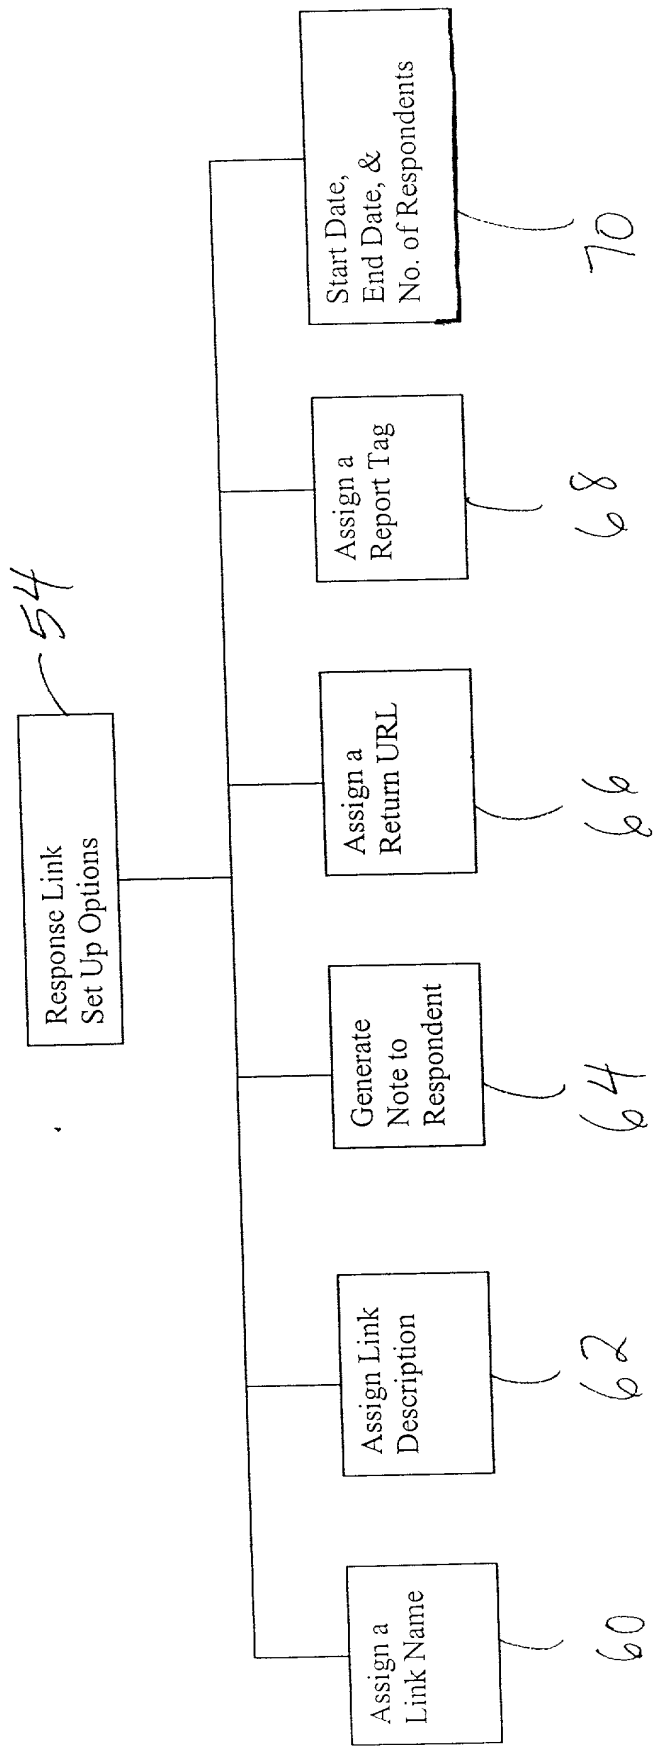 Response Link
Set Up Options
54
Assign a
Link Name
60
Assign Link
Description
62
Generate
Note to
Respondent
64
Assign a
Return URL
66
Assign a
Report Tag
68
Start Date,
End Date, &
No. of Respondents
70